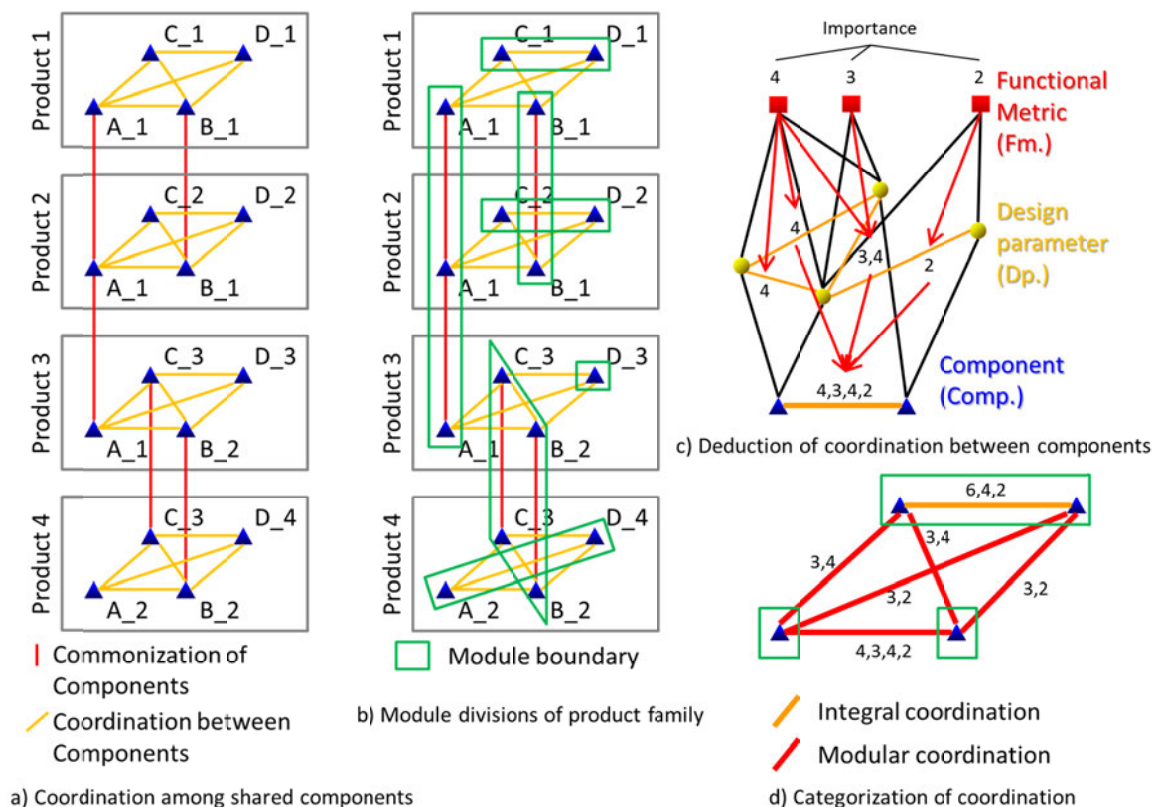 Product 1
C_1
D_1
A_1
B_1
Product 2
C_2
D_2
A_1
B_1
Product 3
C_3
D_3
A_1
B_2
Product 4
C_3
D_4
A_2
B_2
Commonization of
Components
Coordination between
Components
a) Coordination among shared components
Product 1
C_1
D_1
A_1
B_1
Product 2
C_2
D_2
A_1
B_1
Product 3
C_3
D_3
A_1
B_2
Product 4
C_3
D_4
A_2
B_2
Module boundary
b) Module divisions of product family
Importance
4
3
2
Functional
Metric
(Fm.)
4
3,4
2
4
Design
parameter
(Dp.)
Component
(Comp.)
4,3,4,2
c) Deduction of coordination between components
6,4,2
3,4
3,4
3,2
3,2
4,3,4,2
Integral coordination
Modular coordination
d) Categorization of coordination